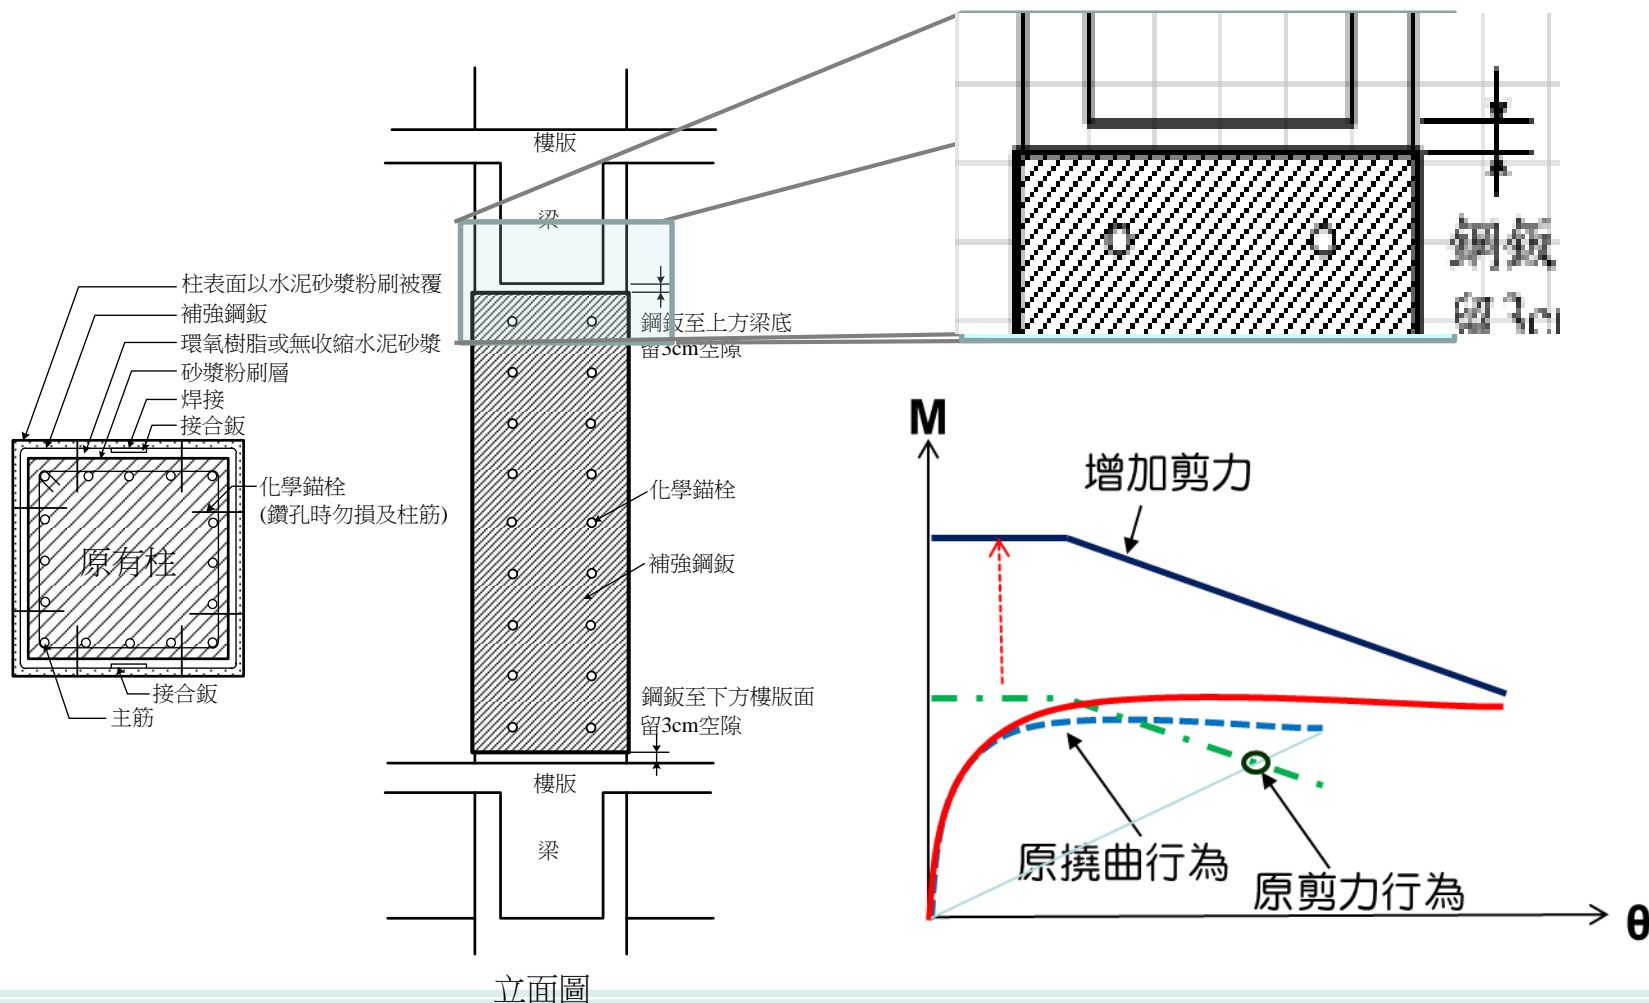 樓版
梁
柱表面以水泥砂漿粉刷被覆
補強鋼鈑
環氧樹脂或無收縮水泥砂漿
砂漿粉刷層
焊接
接合鈑
化學錨栓
(鑽孔時勿損及柱筋)
原有柱
接合鈑
主筋
鋼鈑至上方梁底
留3cm空隙
化學錨栓
補強鋼鈑
鋼鈑至下方樓版面
留3cm空隙
樓版
梁
立面圖
鋼鈑
留3c
M
增加剪力
原撓曲行為
原剪力行為
θ